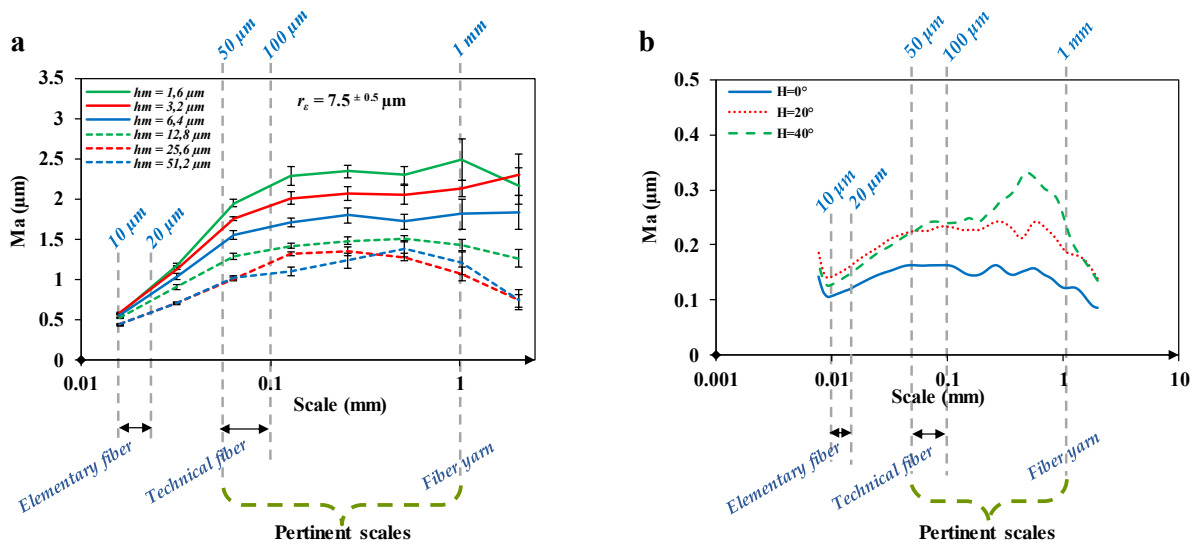 a
50 µm
100 µm
1 mm
3.5
3
2.5
2
1.5
1
0.5
0
Ma (µm)
hm = 1,6 µm
hm = 3,2 µm
hm = 6,4 µm
hm = 12,8 µm
hm = 25,6 µm
hm = 51,2 µm
rε = 7.5 ± 0.5 µm
10 µm
20 µm
0.01
0.1
1
Scale (mm)
Elementary fiber
Technical fiber
Fiber yarn
Pertinent scales
b
50 µm
100 µm
1 mm
0.5
0.4
0.3
0.2
0.1
0
Ma (µm)
H=0°
H=20°
H=40°
10 µm
20 µm
0.001
0.01
0.1
1
10
Scale (mm)
Elementary fiber
Technical fiber
Fiber yarn
Pertinent scales